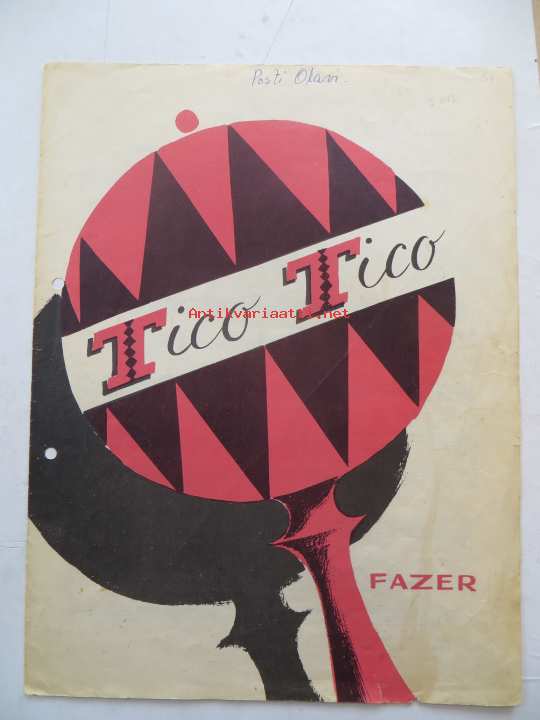 Posti Olavi.
Tico Tico
Antikvariaatti.net
FAZER